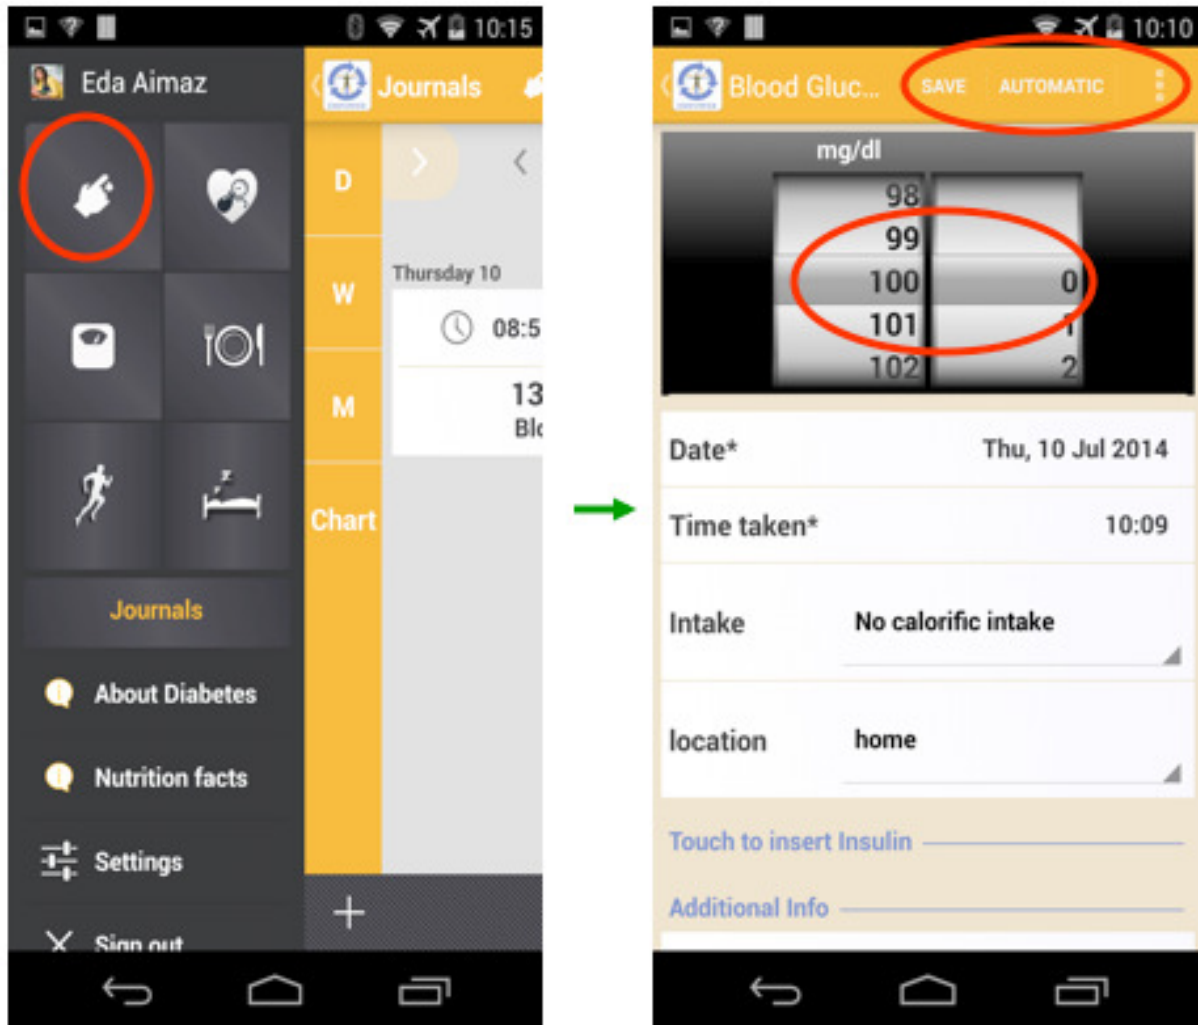 10:15
Eda Aimaz
Journals
D
Thursday 10
W
08:5
M
13
Blo
Chart
Journals
About Diabetes
Nutrition facts
Settings
Sign out
10:10
Blood Gluc... SAVE AUTOMATIC
mg/dl
98
99
100 0
101 1
102 2
Date* Thu, 10 Jul 2014
Time taken* 10:09
Intake No calorific intake
location home
Touch to insert Insulin
Additional Info